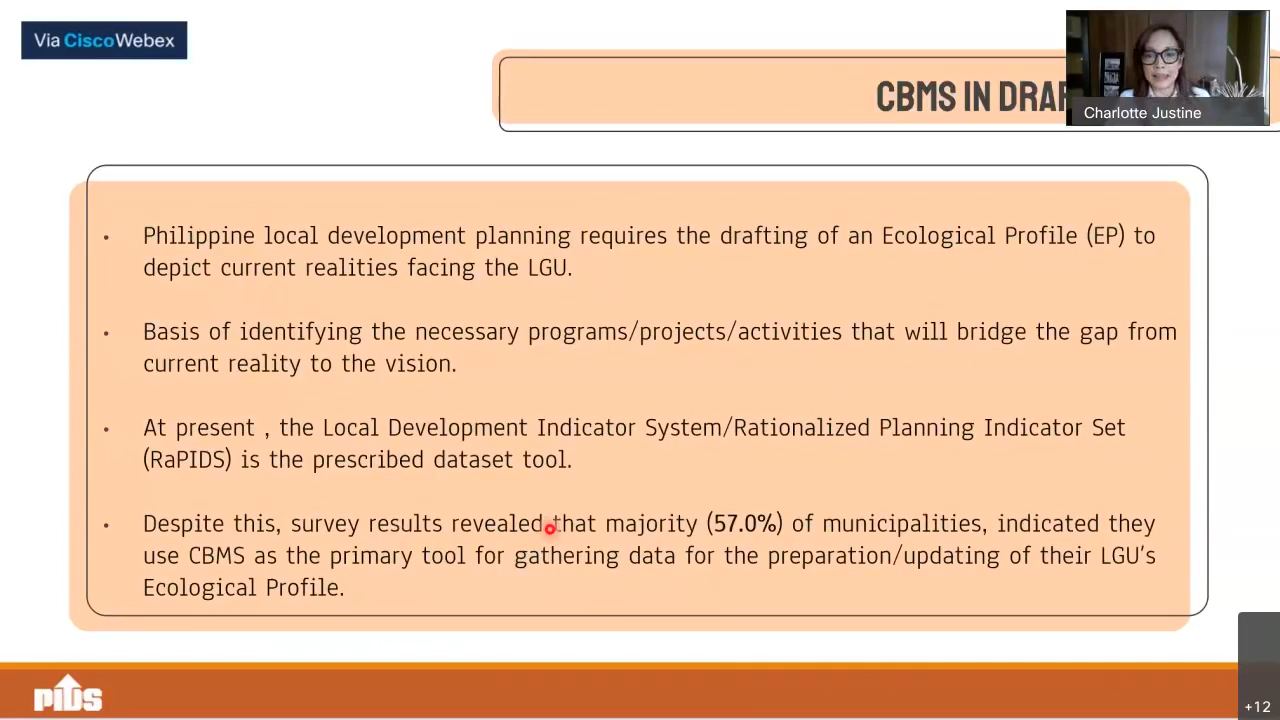 Via CiscoWebex
CBMS IN DRAF
Charlotte Justine
• Philippine local development planning requires the drafting of an Ecological Profile (EP) to
depict current realities facing the LGU.
• Basis of identifying the necessary programs/projects/activities that will bridge the gap from
current reality to the vision.
• At present , the Local Development Indicator System/Rationalized Planning Indicator Set
(RaPIDS) is the prescribed dataset tool.
• Despite this, survey results revealed that majority (57.0%) of municipalities, indicated they
use CBMS as the primary tool for gathering data for the preparation/updating of their LGU's
Ecological Profile.
PIDS
+12